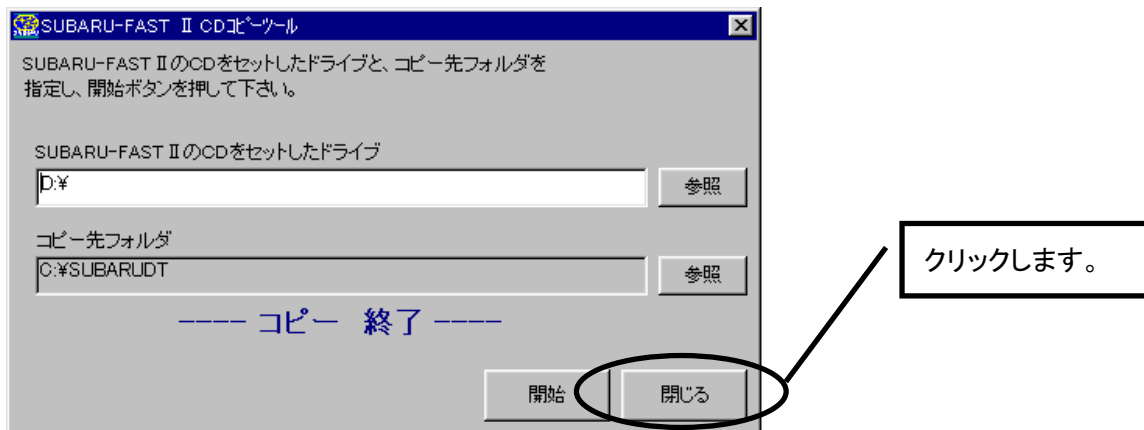 SUBARU-FAST Ⅱ CDｺﾋﾟｰﾂｰﾙ
SUBARU-FASTⅡのCDをセットしたドライブと、コピー先フォルダを
指定し、開始ボタンを押して下さい。
SUBARU-FASTⅡのCDをセットしたドライブ
D:¥
参照
コピー先フォルダ
C:¥SUBARUDT
参照
---- コピー 終了 ----
開始
閉じる
クリックします。